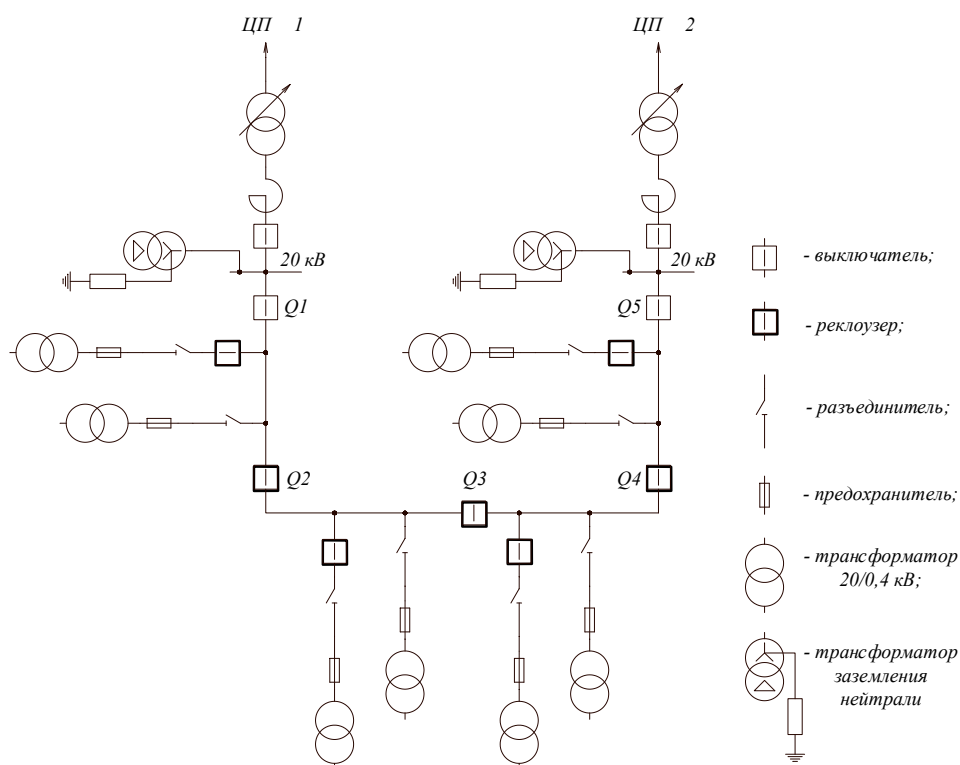 ЦП 1
ЦП 2
20 кВ
20 кВ
Q1
Q5
Q2
Q3
Q4
- выключатель;
- реклоузер;
- разъединитель;
- предохранитель;
- трансформатор
20/0,4 кВ;
- трансформатор
заземления
нейтрали